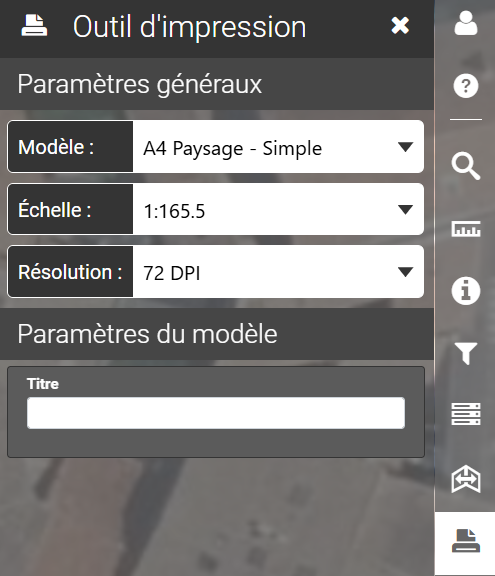 Outil d'impression
Paramètres généraux
Modèle : A4 Paysage - Simple
Échelle : 1:165.5
Résolution : 72 DPI
Paramètres du modèle
Titre